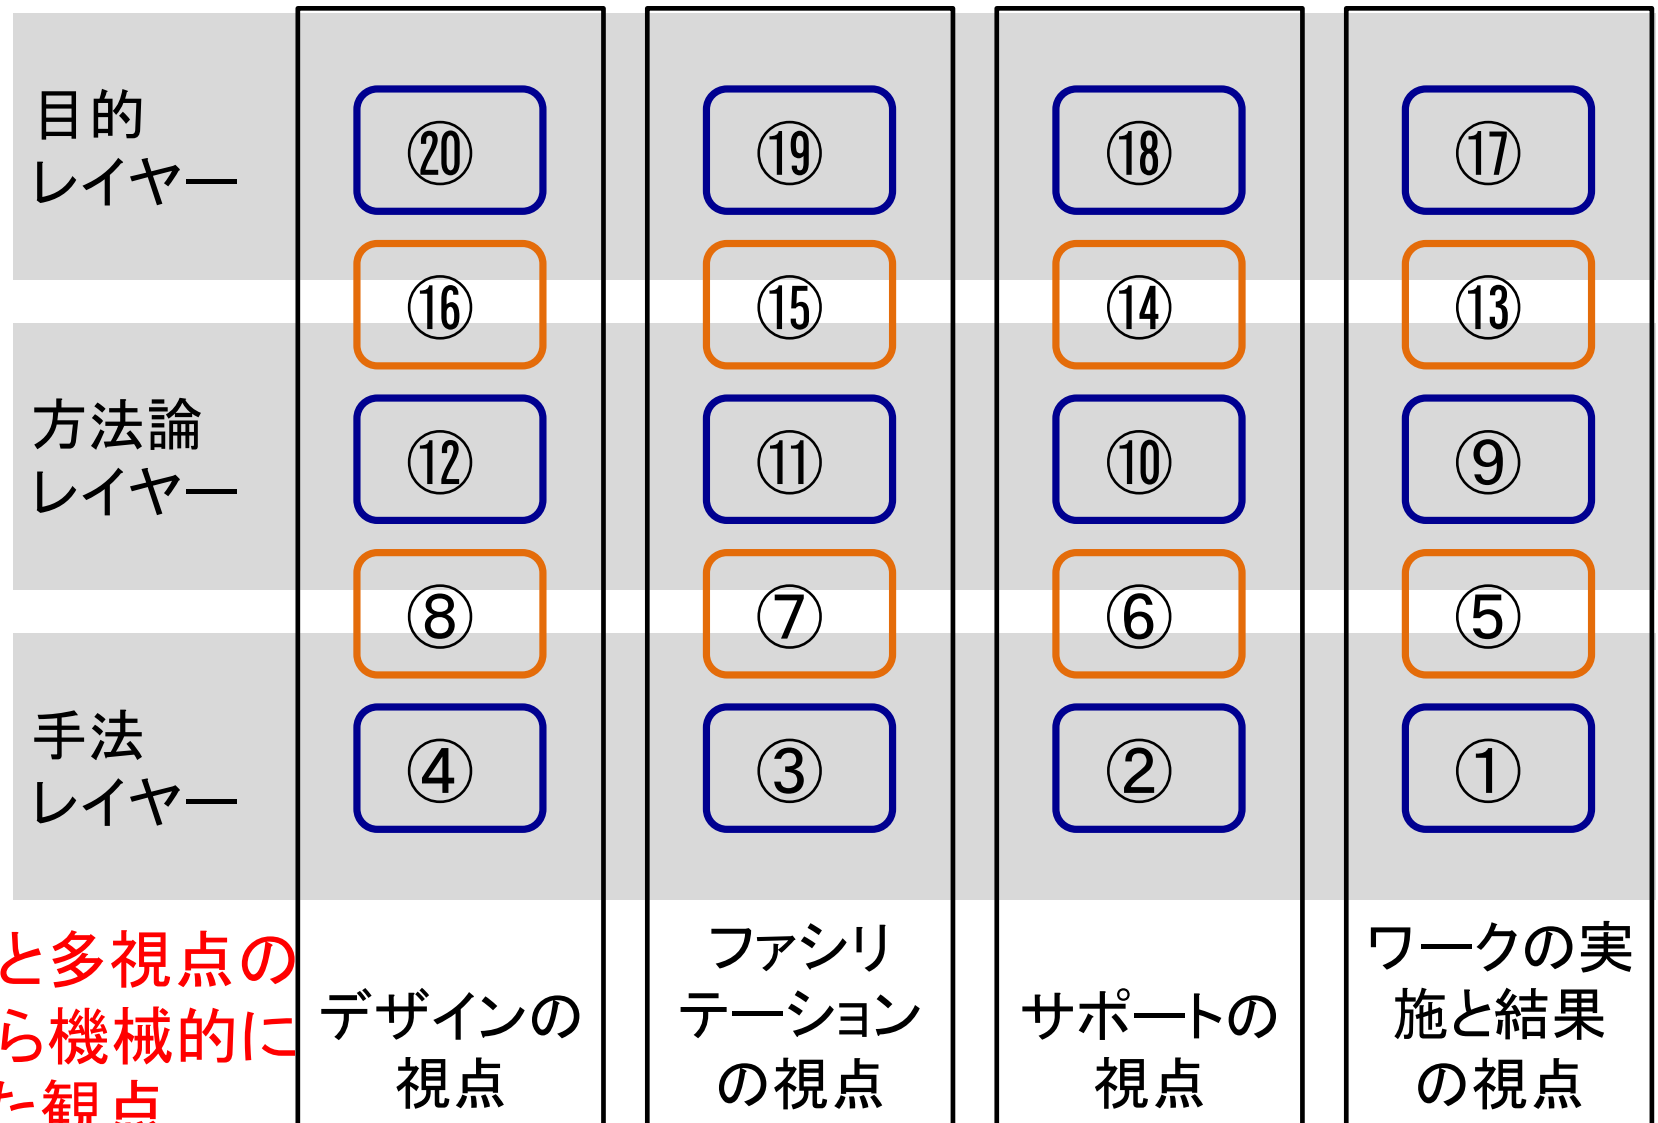 目的
レイヤー
⑳ ⑲ ⑱ ⑰
⑯ ⑮ ⑭ ⑬
方法論
レイヤー
⑫ ⑪ ⑩ ⑨
⑧ ⑦ ⑥ ⑤
手法
レイヤー
④ ③ ② ①
と多視点の
ら機械的に
た観点
デザインの
視点
ファシリ
テーション
の視点
サポートの
視点
ワークの実
施と結果
の視点